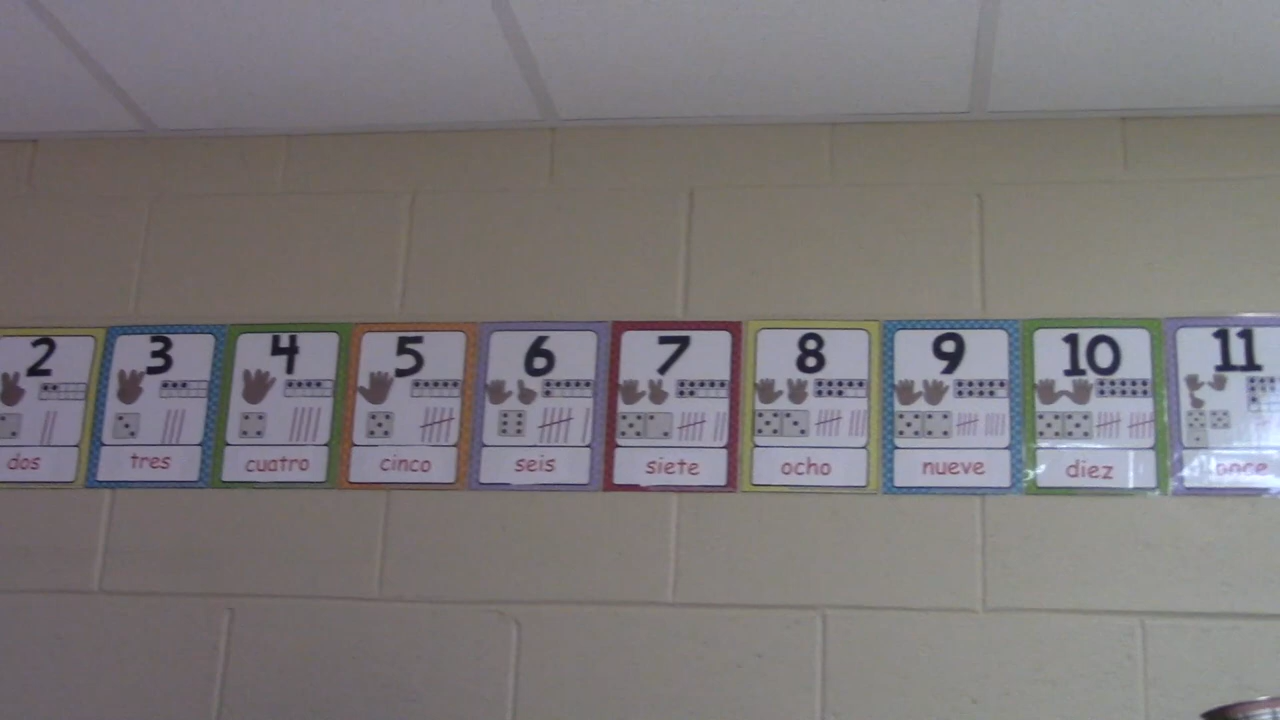 2
dos
3
tres
4
cuatro
5
cinco
6
seis
7
siete
8
ocho
9
nueve
10
diez
11
once